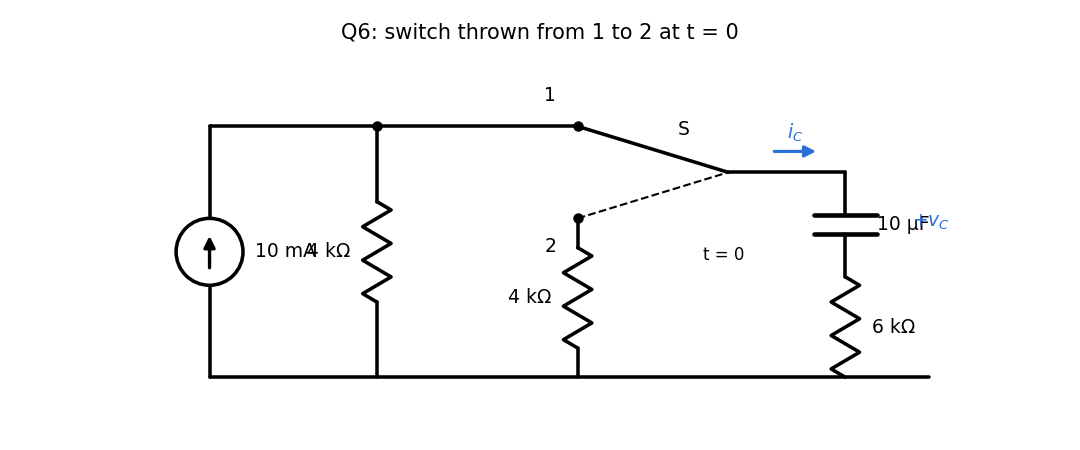 Q6: switch thrown from 1 to 2 at t = 0
1
S
i_C
10 mA
4 kΩ
2
t = 0
10 μF
+v_C
4 kΩ
6 kΩ